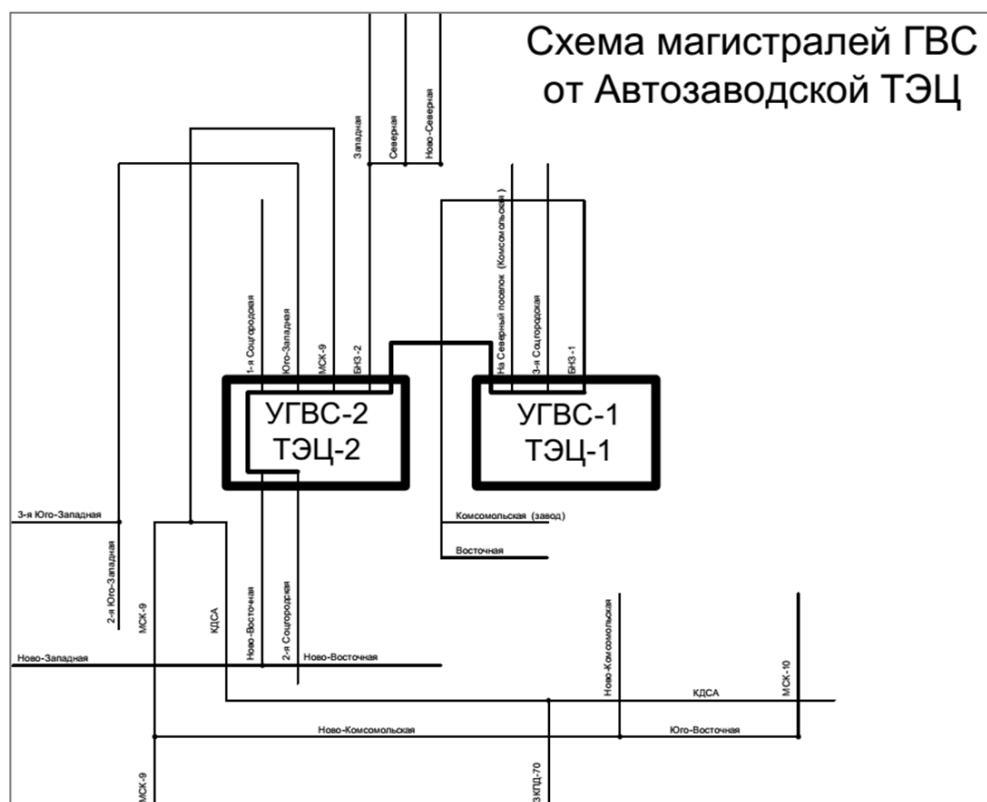 Схема магистралей ГВС
от Автозаводской ТЭЦ
Западная
Северная
Ново-Северная
1-я Соцгородская
Юго-Западная
МСК-9
БНЗ-2
На Северный поселок (Комсомольская)
3-я Соцгородская
БНЗ-1
УГВС-2
ТЭЦ-2
УГВС-1
ТЭЦ-1
3-я Юго-Западная
Комсомольская (завод)
Восточная
2-я Юго-Западная
МСК-9
КДСА
Ново-Восточная
2-я Соцгородская
Ново-Западная
Ново-Восточная
Ново-Комсомольская
КДСА
МСК-10
Ново-Комсомольская
Юго-Восточная
МСК-9
ЗКПД-70